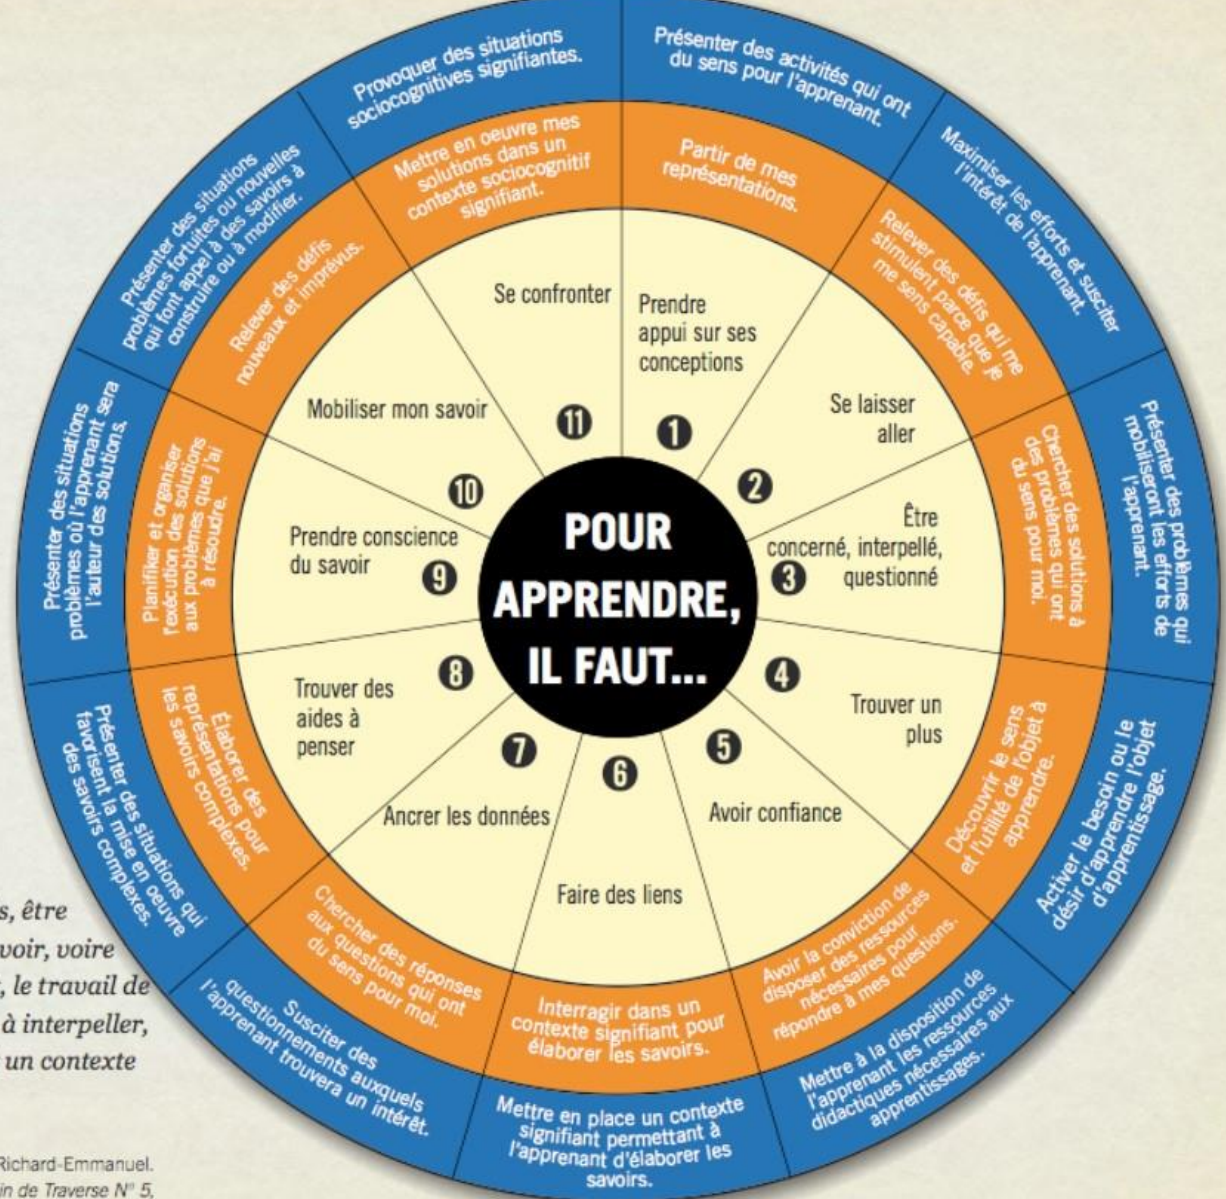 POUR
APPRENDRE,
IL FAUT...
1
Prendre
appui sur ses
conceptions
Partir de mes
représentations.
Présenter des activités qui ont
du sens pour l'apprenant.
2
Se laisser
aller
Relever des défis qui me
stimulent parce que je
me sens capable.
Maximiser les efforts et susciter
l'intérêt de l'apprenant.
3
Être
concerné, interpellé,
questionné
Chercher des solutions à
des problèmes qui ont
du sens pour moi.
Présenter des problèmes qui
mobiliseront les efforts de
l'apprenant.
4
Trouver un
plus
Découvrir le sens
et l'utilité de l'objet à
apprendre.
Activer le besoin ou le
désir d'apprendre l'objet
d'apprentissage.
5
Avoir confiance
Avoir la conviction de
disposer des ressources
nécessaires pour
répondre à mes questions.
Mettre à la disposition de
l'apprenant les ressources
didactiques nécessaires aux
apprentissages.
6
Faire des liens
Interragir dans un
contexte signifiant pour
élaborer les savoirs.
Mettre en place un contexte
signifiant permettant à
l'apprenant d'élaborer les
savoirs.
7
Ancrer les données
Chercher des réponses
aux questions qui ont
du sens pour moi.
Susciter des
questionnements auxquels
l'apprenant trouvera un intérêt.
8
Trouver des
aides à
penser
Élaborer des
représentations pour
les savoirs complexes.
Présenter des situations qui
favorisent la mise en oeuvre
des savoirs complexes.
9
Prendre conscience
du savoir
Planifiker et organiser
l'exécution des solutions
aux problèmes que j'ai
à résoudre.
Présenter des situations
problèmes où l'apprenant sera
l'auteur des solutions.
10
Mobiliser mon savoir
Relever des défis
nouveaux et imprévus.
Présenter des situations
problèmes fortuites ou nouvelles
qui font appel à des savoirs à
construire ou à modifier.
11
Se confronter
Mettre en oeuvre mes
solutions dans un
contexte sociocognitif
signifiant.
Provoquer des situations
sociocognitives signifiantes.
s, être
voir, voire
, le travail de
à interpeller,
un contexte
Richard-Emmanuel.
in de Traverse N° 5,